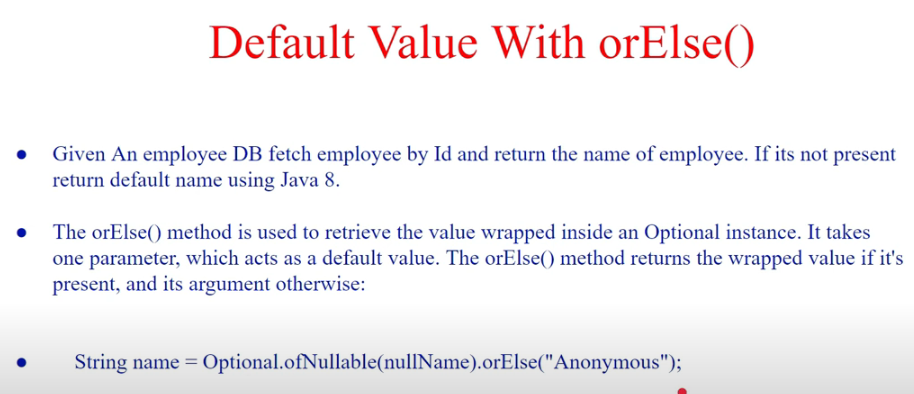 Default Value With orElse()
● Given An employee DB fetch employee by Id and return the name of employee. If its not present
return default name using Java 8.
● The orElse() method is used to retrieve the value wrapped inside an Optional instance. It takes
one parameter, which acts as a default value. The orElse() method returns the wrapped value if it's
present, and its argument otherwise:
● String name = Optional.ofNullable(nullName).orElse("Anonymous");